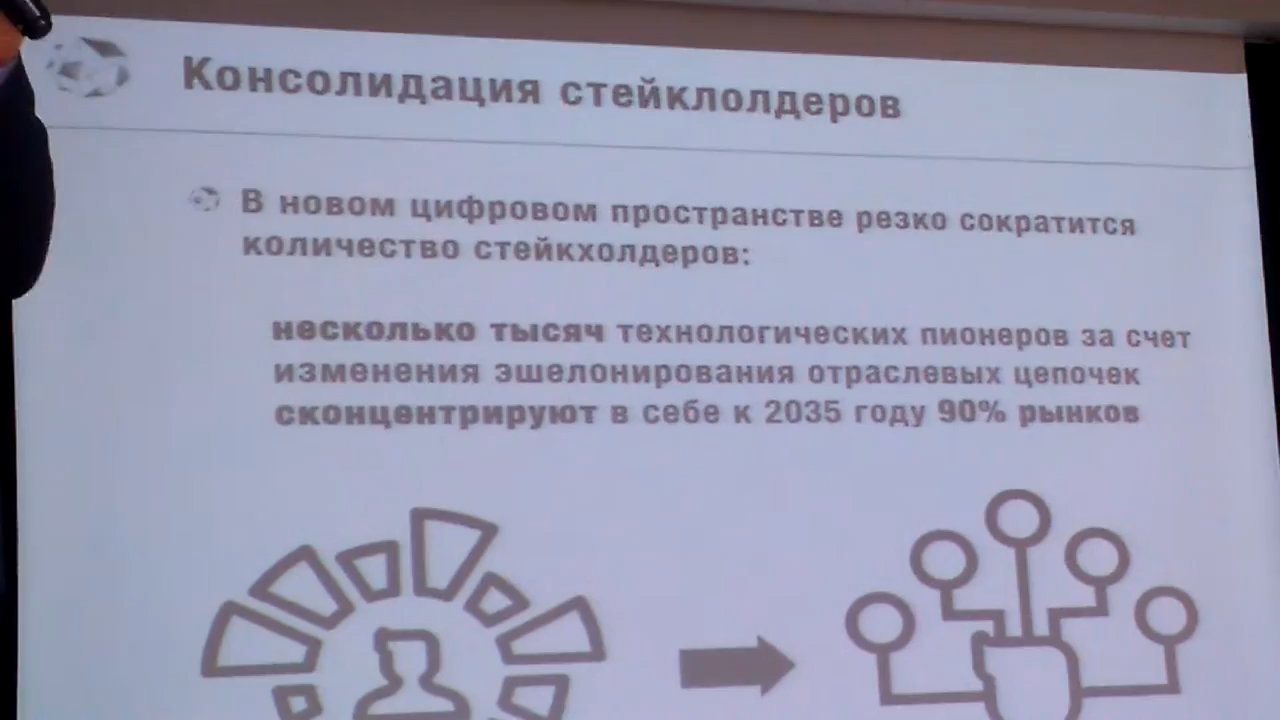 Консолидация стейклолдеров
В новом цифровом пространстве резко сократится
количество стейкхолдеров:
несколько тысяч технологических пионеров за счет
изменения эшелонирования отраслевых цепочек
сконцентрируют в себе к 2035 году 90% рынков